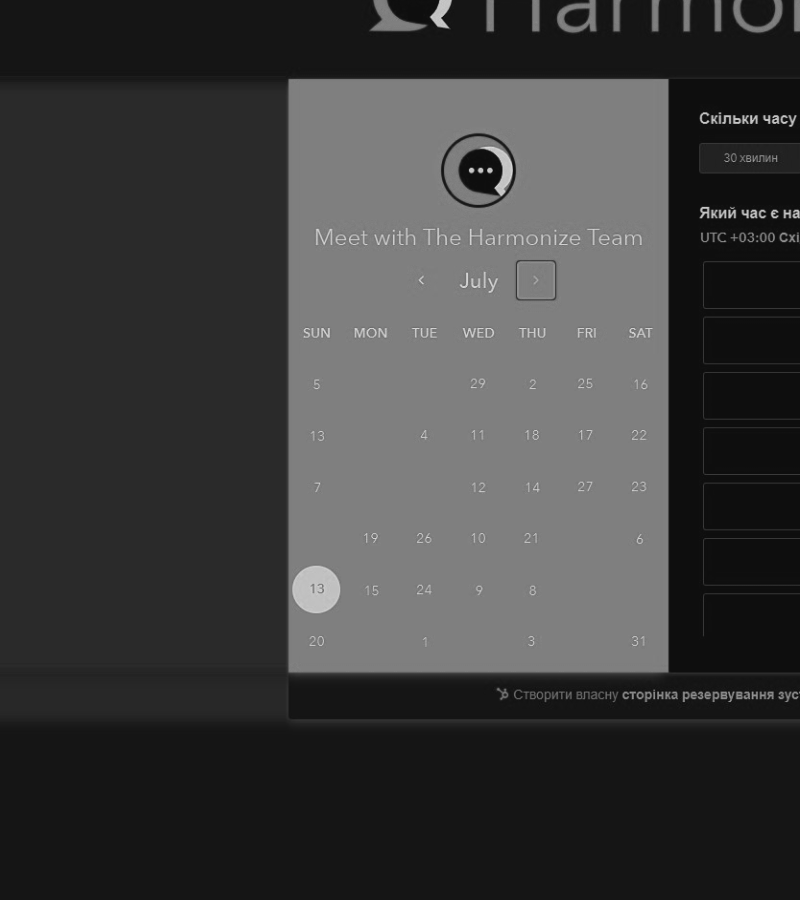 Harmo
Скільки часу
30 хвилин
Meet with The Harmonize Team
‹ July ›
SUN MON TUE WED THU FRI SAT
5 29 2 25 16
13 4 11 18 17 22
7 12 14 27 23
19 26 10 21 6
13 15 24 9 8
20 1 3 31
Який час є на
UTC +03:00 Схі
Створити власну сторінка резервування зус